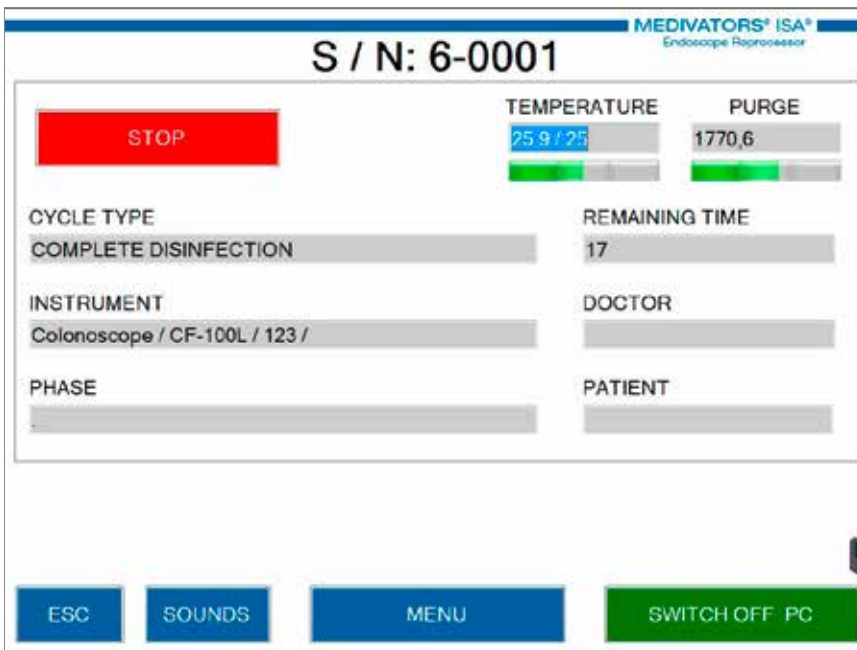 MEDIVATORS® ISA®
Endoscope Reprocessor
S / N: 6-0001
STOP
TEMPERATURE
PURGE
25.9 / 25
1770,6
CYCLE TYPE
REMAINING TIME
COMPLETE DISINFECTION
17
INSTRUMENT
DOCTOR
Colonoscope / CF-100L / 123 /
PHASE
PATIENT
.
ESC
SOUNDS
MENU
SWITCH OFF PC